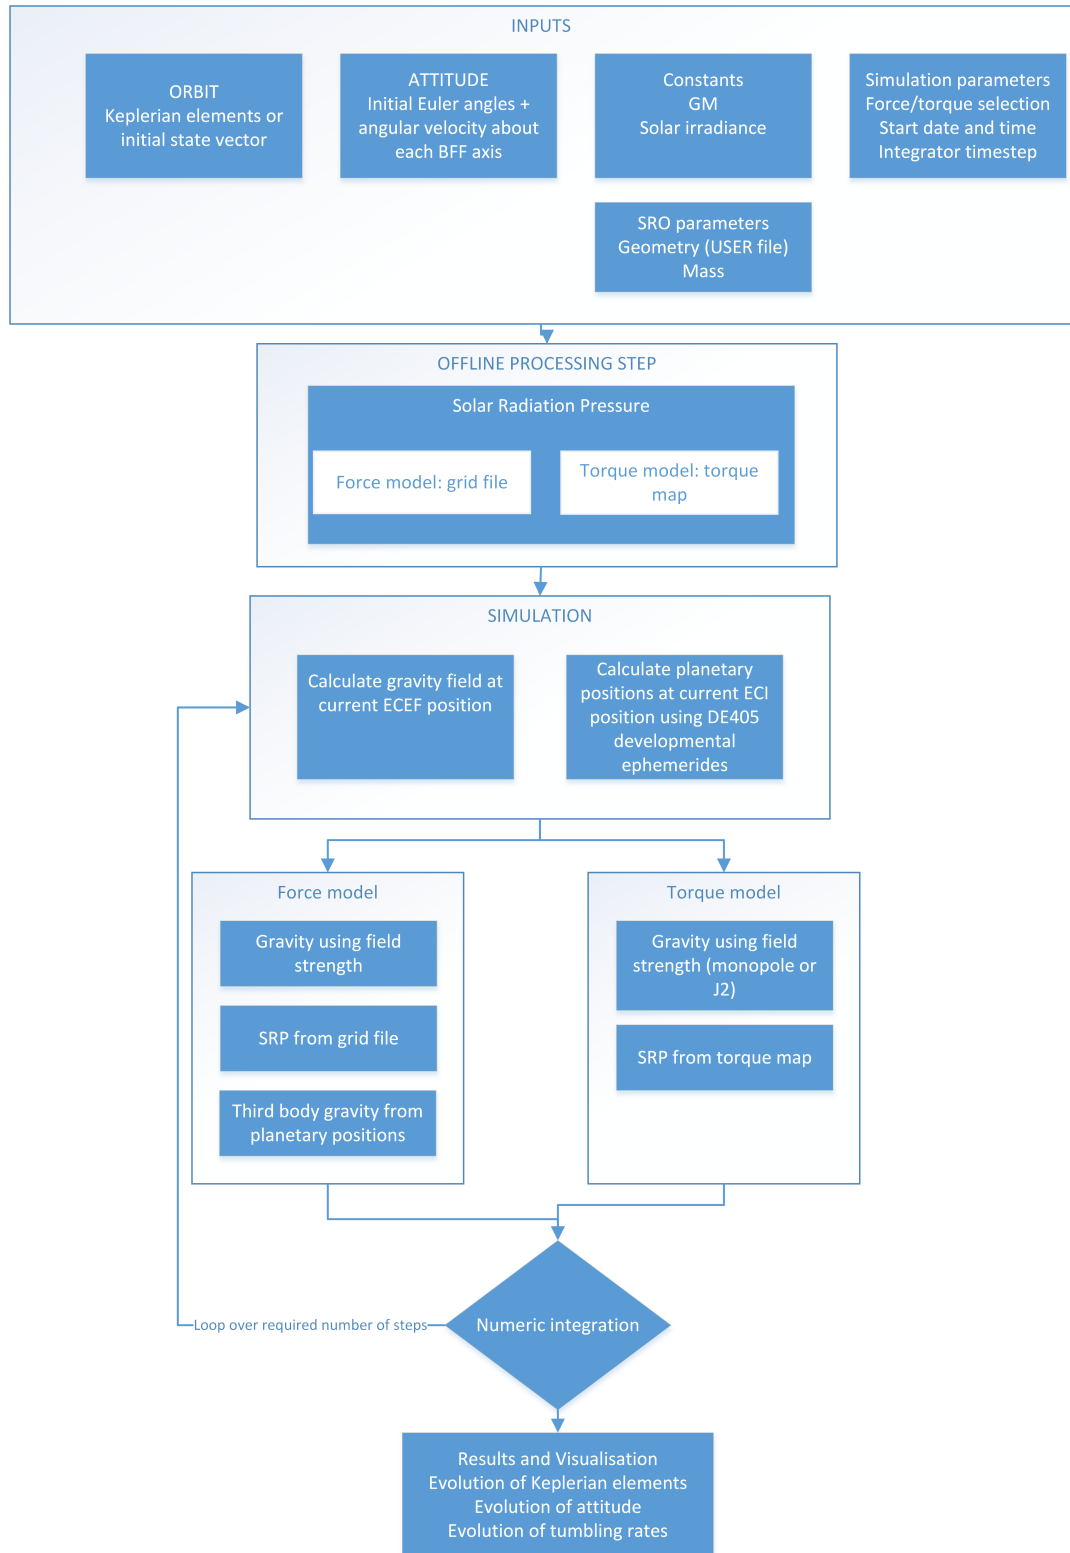 INPUTS
ORBIT
Keplerian elements or
initial state vector
ATTITUDE
Initial Euler angles +
angular velocity about
each BFF axis
Constants
GM
Solar irradiance
Simulation parameters
Force/torque selection
Start date and time
Integrator timestep
SRO parameters
Geometry (USER file)
Mass
OFFLINE PROCESSING STEP
Solar Radiation Pressure
Force model: grid file
Torque model: torque
map
SIMULATION
Calculate gravity field at
current ECEF position
Calculate planetary
positions at current ECI
position using DE405
developmental
ephemerides
Force model
Gravity using field
strength
SRP from grid file
Third body gravity from
planetary positions
Torque model
Gravity using field
strength (monopole or
J2)
SRP from torque map
Loop over required number of steps
Numeric integration
Results and Visualisation
Evolution of Keplerian elements
Evolution of attitude
Evolution of tumbling rates